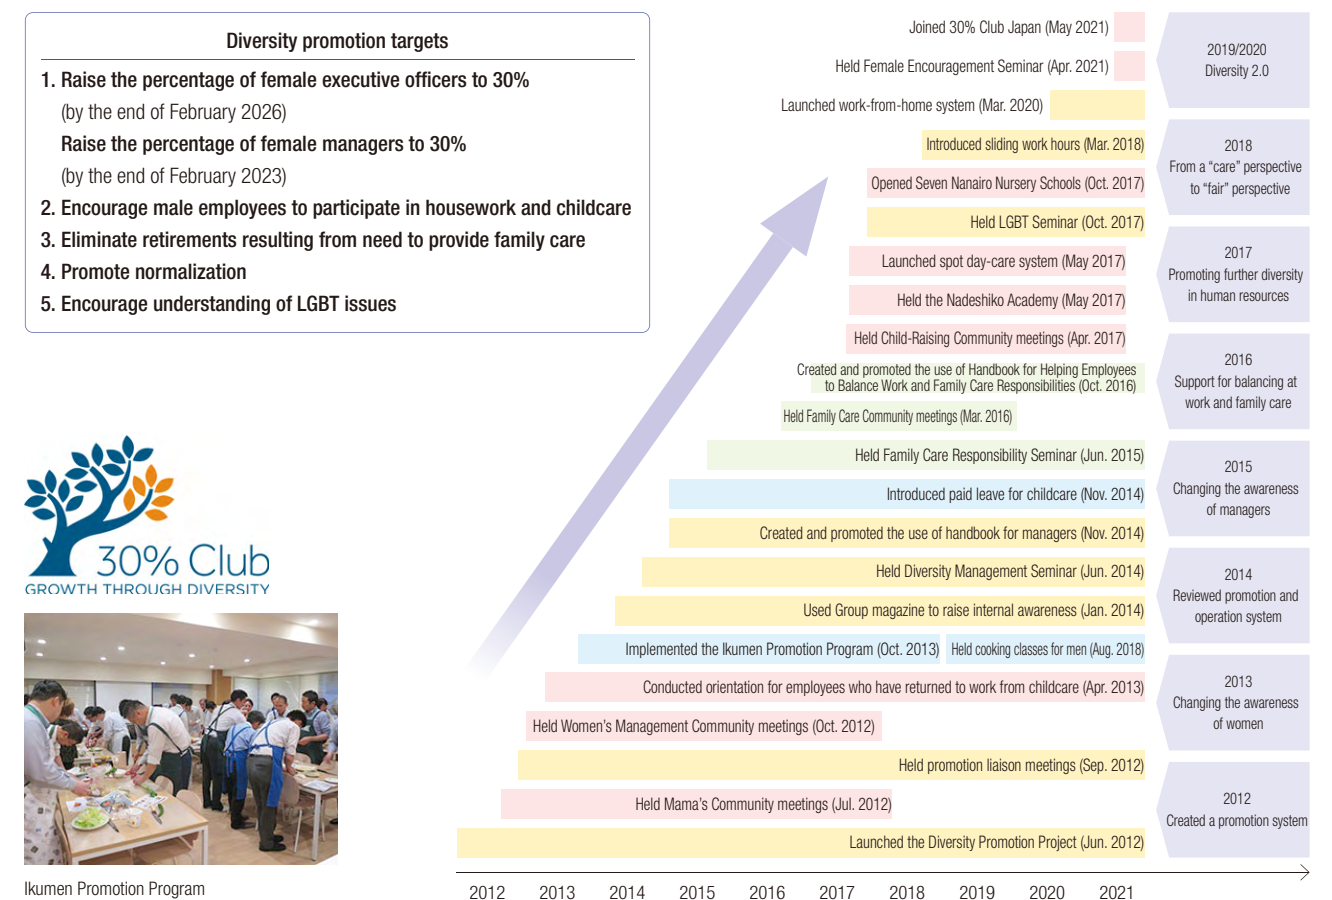 Diversity promotion targets
1. Raise the percentage of female executive officers to 30%
(by the end of February 2026)
Raise the percentage of female managers to 30%
(by the end of February 2023)
2. Encourage male employees to participate in housework and childcare
3. Eliminate retirements resulting from need to provide family care
4. Promote normalization
5. Encourage understanding of LGBT issues
30% Club
GROWTH THROUGH DIVERSITY
Ikumen Promotion Program
Joined 30% Club Japan (May 2021)
Held Female Encouragement Seminar (Apr. 2021)
Launched work-from-home system (Mar. 2020)
Introduced sliding work hours (Mar. 2018)
Opened Seven Nanairo Nursery Schools (Oct. 2017)
Held LGBT Seminar (Oct. 2017)
Launched spot day-care system (May 2017)
Held the Nadeshiko Academy (May 2017)
Held Child-Raising Community meetings (Apr. 2017)
Created and promoted the use of Handbook for Helping Employees
to Balance Work and Family Care Responsibilities (Oct. 2016)
Held Family Care Community meetings (Mar. 2016)
Held Family Care Responsibility Seminar (Jun. 2015)
Introduced paid leave for childcare (Nov. 2014)
Created and promoted the use of handbook for managers (Nov. 2014)
Held Diversity Management Seminar (Jun. 2014)
Used Group magazine to raise internal awareness (Jan. 2014)
Implemented the Ikumen Promotion Program (Oct. 2013)
Held cooking classes for men (Aug. 2018)
Conducted orientation for employees who have returned to work from childcare (Apr. 2013)
Held Women's Management Community meetings (Oct. 2012)
Held promotion liaison meetings (Sep. 2012)
Held Mama's Community meetings (Jul. 2012)
Launched the Diversity Promotion Project (Jun. 2012)
2019/2020
Diversity 2.0
2018
From a "care" perspective
to "fair" perspective
2017
Promoting further diversity
in human resources
2016
Support for balancing at
work and family care
2015
Changing the awareness
of managers
2014
Reviewed promotion and
operation system
2013
Changing the awareness
of women
2012
Created a promotion system
2012 2013 2014 2015 2016 2017 2018 2019 2020 2021